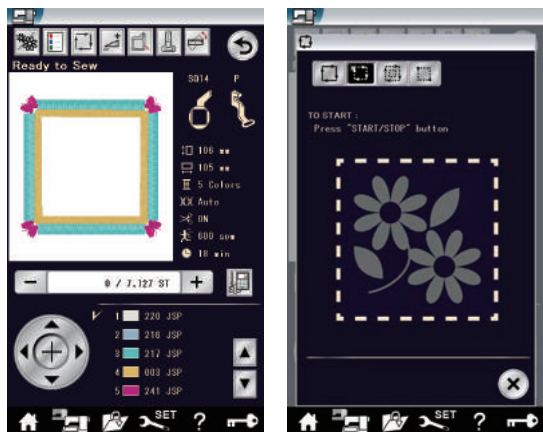 Ready to Sew
SQ14 P
106 mm
105 mm
5 Colors
Auto
ON
600 spm
18 min
− 0 / 7,127 ST +
1 220 JSP
2 216 JSP
3 217 JSP
4 003 JSP
5 241 JSP
SET ?
TO START :
Press "START/STOP" button
SET ?